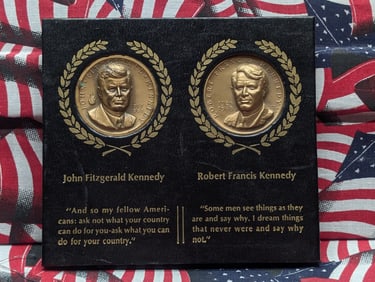 John Fitzgerald Kennedy
Robert Francis Kennedy
"And so my fellow Ameri-
cans: ask not what your country
can do for you-ask what you can
do for your country."
"Some men see things as they
are and say why. I dream things
that never were and say why
not."